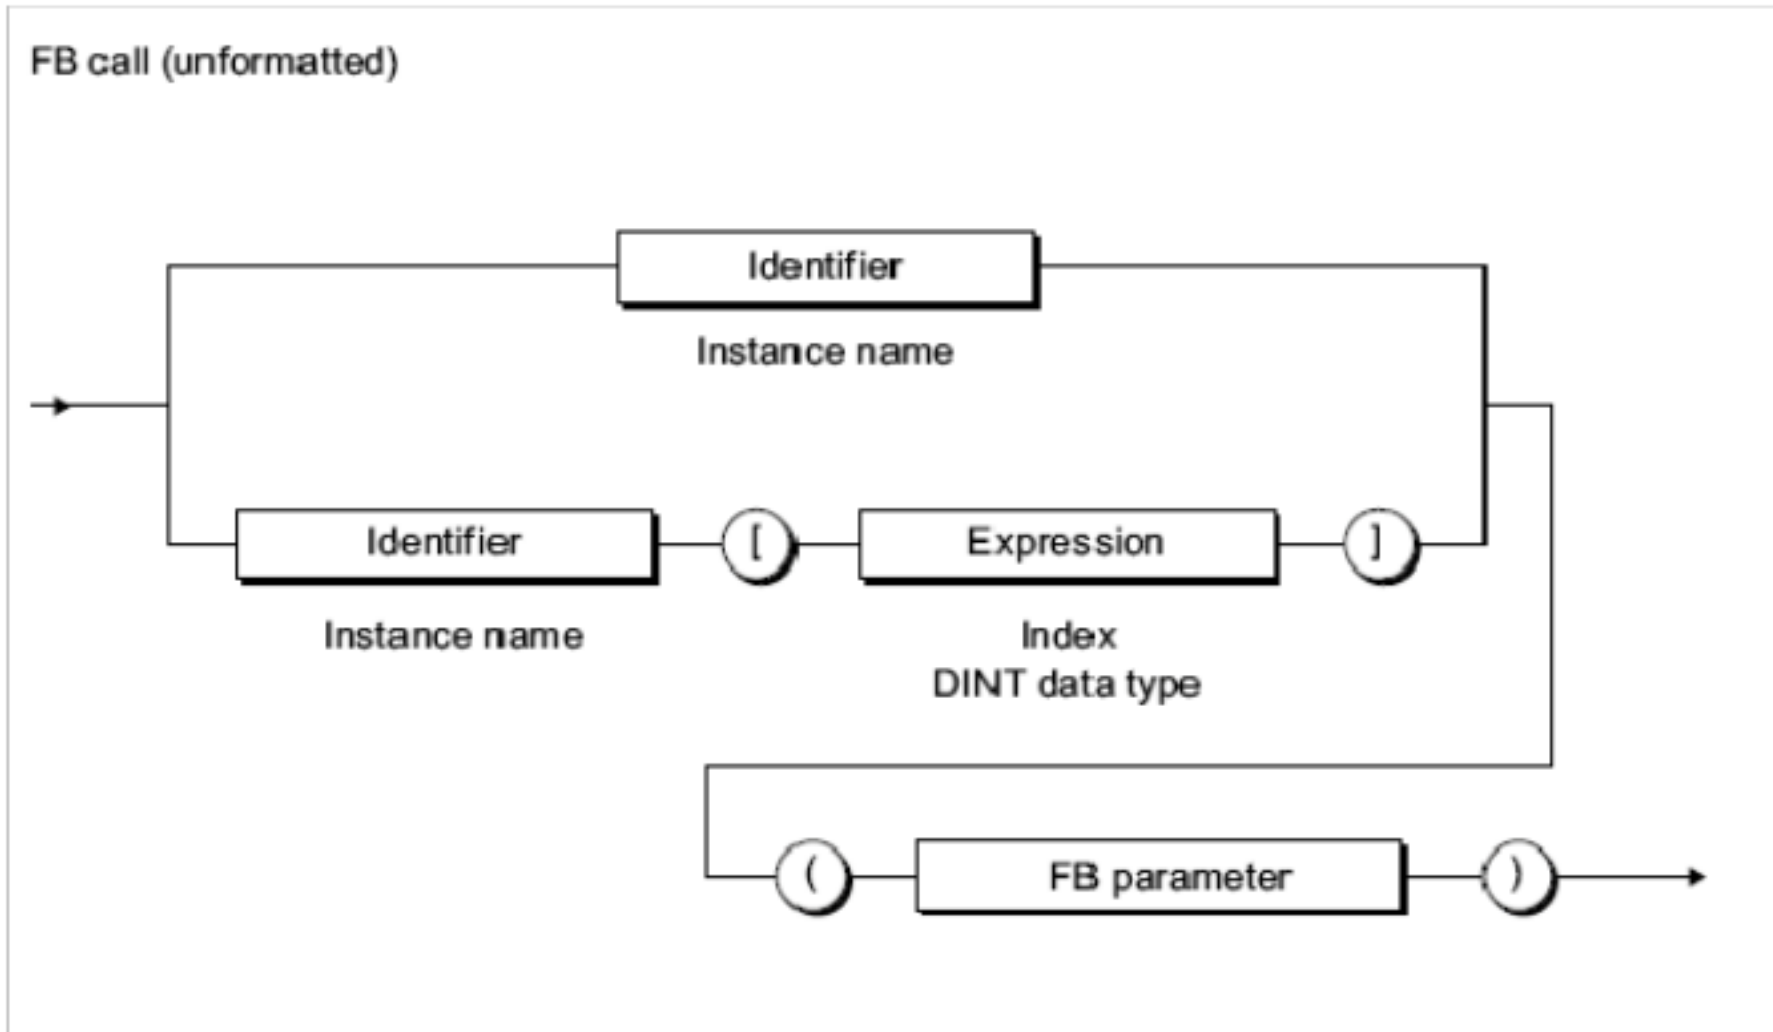 FB call (unformatted)
Identifier
Instance name
Identifier [ Expression ]
Instance name
Index
DINT data type
( FB parameter )